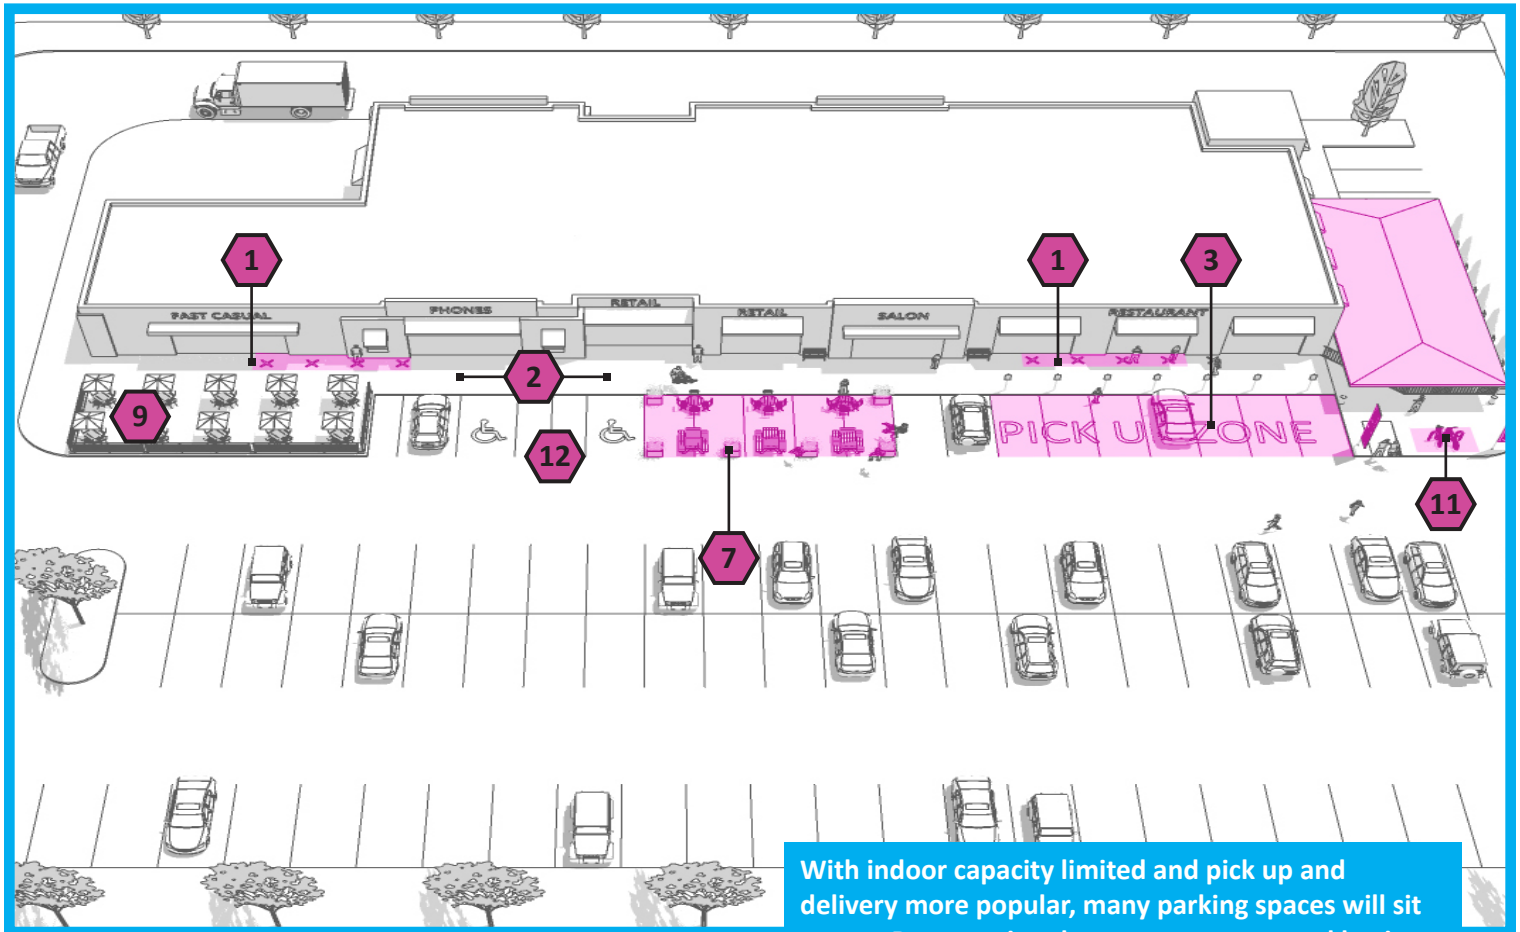 1
1
3
FAST CASUAL
PHONES
RETAIL
RETAIL
SALON
RESTAURANT
2
9
12
PICK U ZONE
11
7
With indoor capacity limited and pick up and
delivery more popular, many parking spaces will sit